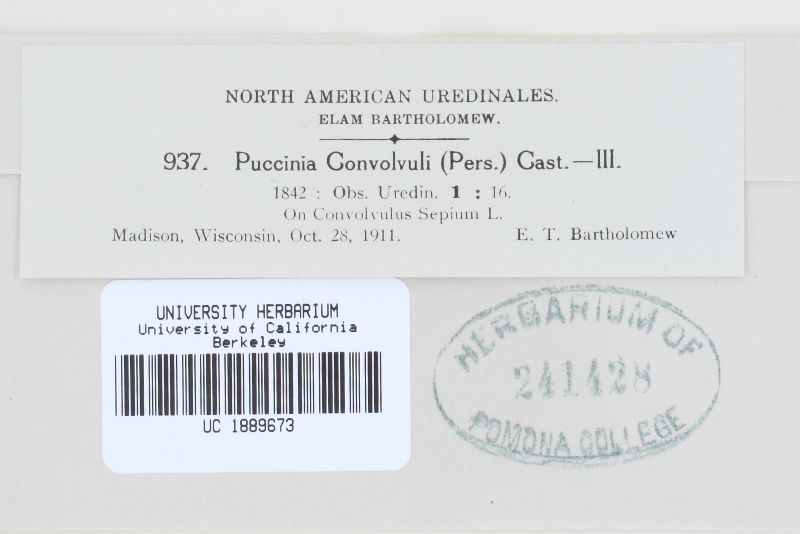 NORTH AMERICAN UREDINALES.
ELAM BARTHOLOMEW.
937. Puccinia Convolvuli (Pers.) Cast.—III.
1842 : Obs. Uredin. 1 : 16.
On Convolvulus Sepium L.
Madison, Wisconsin, Oct. 28, 1911. E. T. Bartholomew
UNIVERSITY HERBARIUM
University of California
Berkeley
UC 1889673
HERBARIUM OF
241428
POMONA COLLEGE